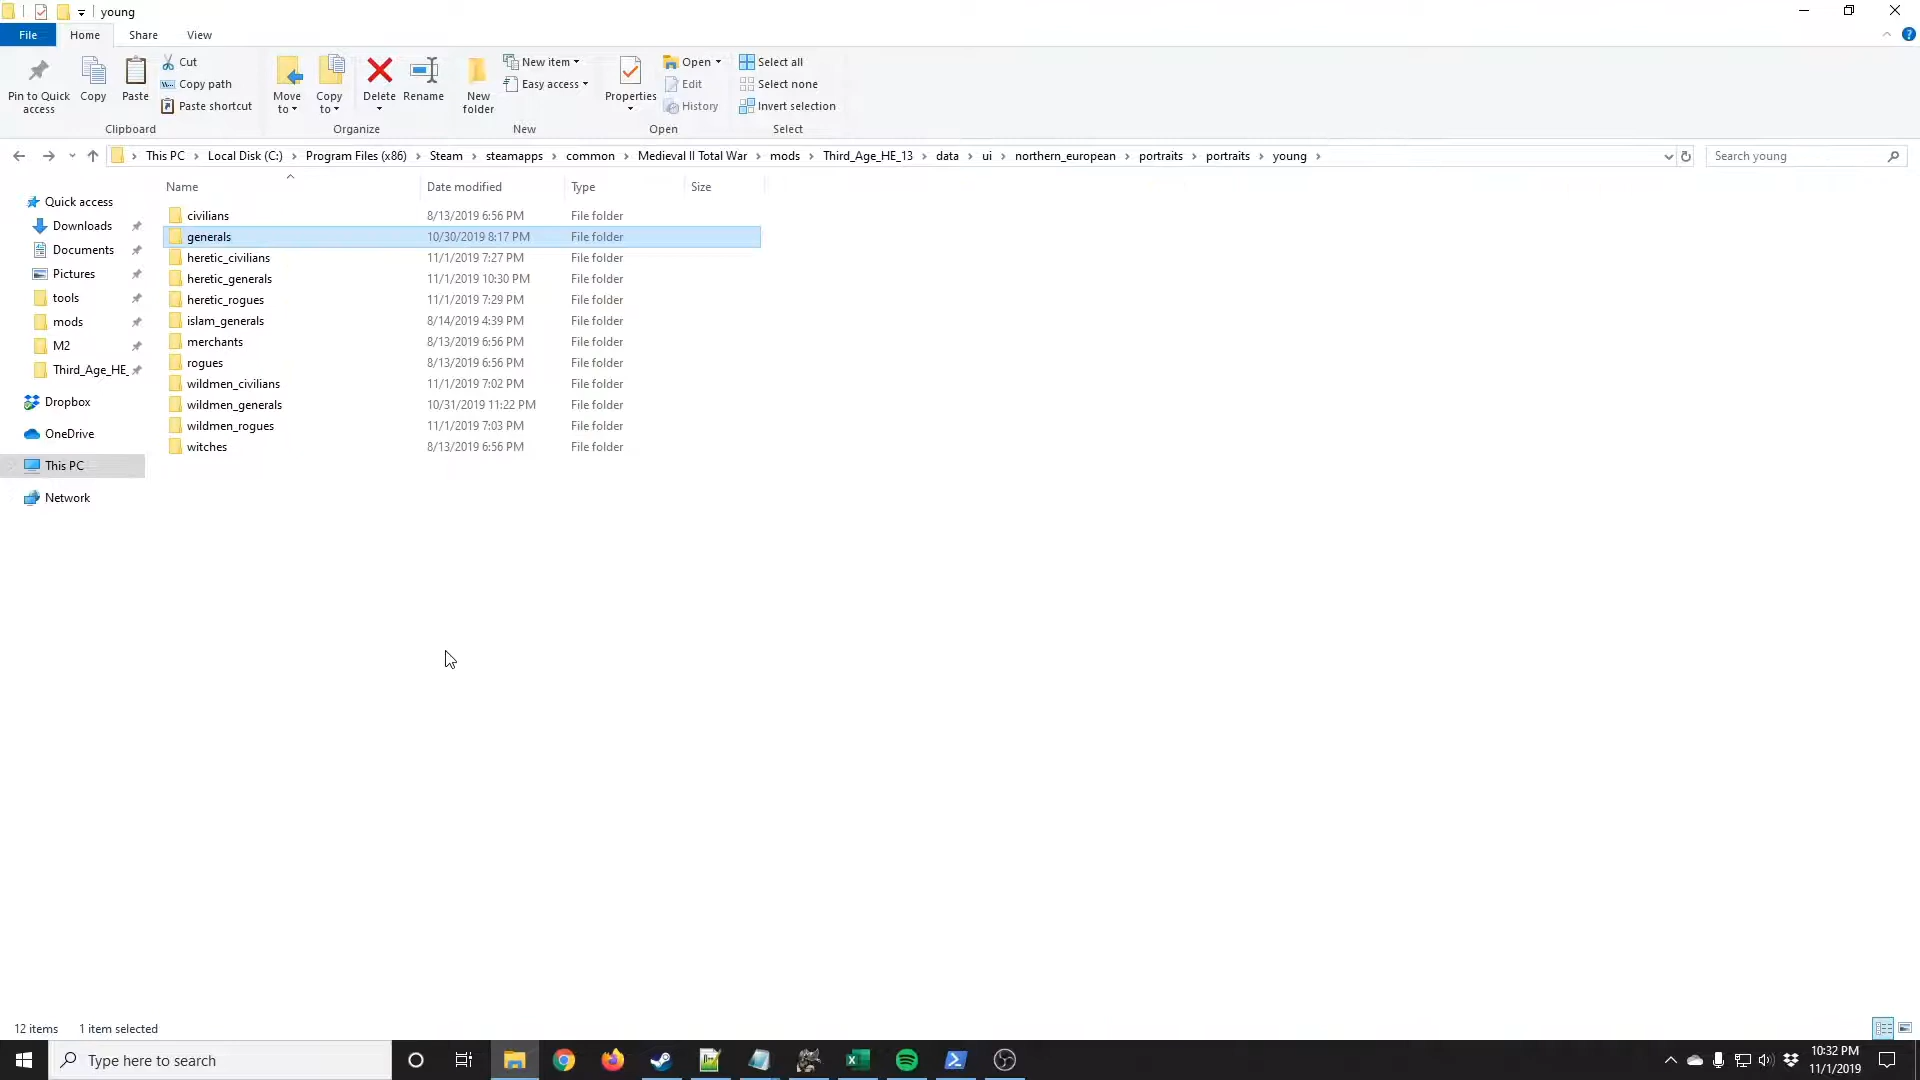 young
File Home Share View
Pin to Quick access
Copy
Paste
Cut
Copy path
Paste shortcut
Clipboard
Move to
Copy to
Delete
Rename
Organize
New folder
New item
Easy access
New
Properties
Open
Edit
History
Open
Select all
Select none
Invert selection
Select
This PC > Local Disk (C:) > Program Files (x86) > Steam > steamapps > common > Medieval II Total War > mods > Third_Age_HE_13 > data > ui > northern_european > portraits > portraits > young >
Search young
Quick access
Downloads
Documents
Pictures
tools
mods
M2
Third_Age_HE_
Dropbox
OneDrive
This PC
Network
Name Date modified Type Size
civilians 8/13/2019 6:56 PM File folder
generals 10/30/2019 8:17 PM File folder
heretic_civilians 11/1/2019 7:27 PM File folder
heretic_generals 11/1/2019 10:30 PM File folder
heretic_rogues 11/1/2019 7:29 PM File folder
islam_generals 8/14/2019 4:39 PM File folder
merchants 8/13/2019 6:56 PM File folder
rogues 8/13/2019 6:56 PM File folder
wildmen_civilians 11/1/2019 7:02 PM File folder
wildmen_generals 10/31/2019 11:22 PM File folder
wildmen_rogues 11/1/2019 7:03 PM File folder
witches 8/13/2019 6:56 PM File folder
12 items 1 item selected
Type here to search
10:32 PM
11/1/2019